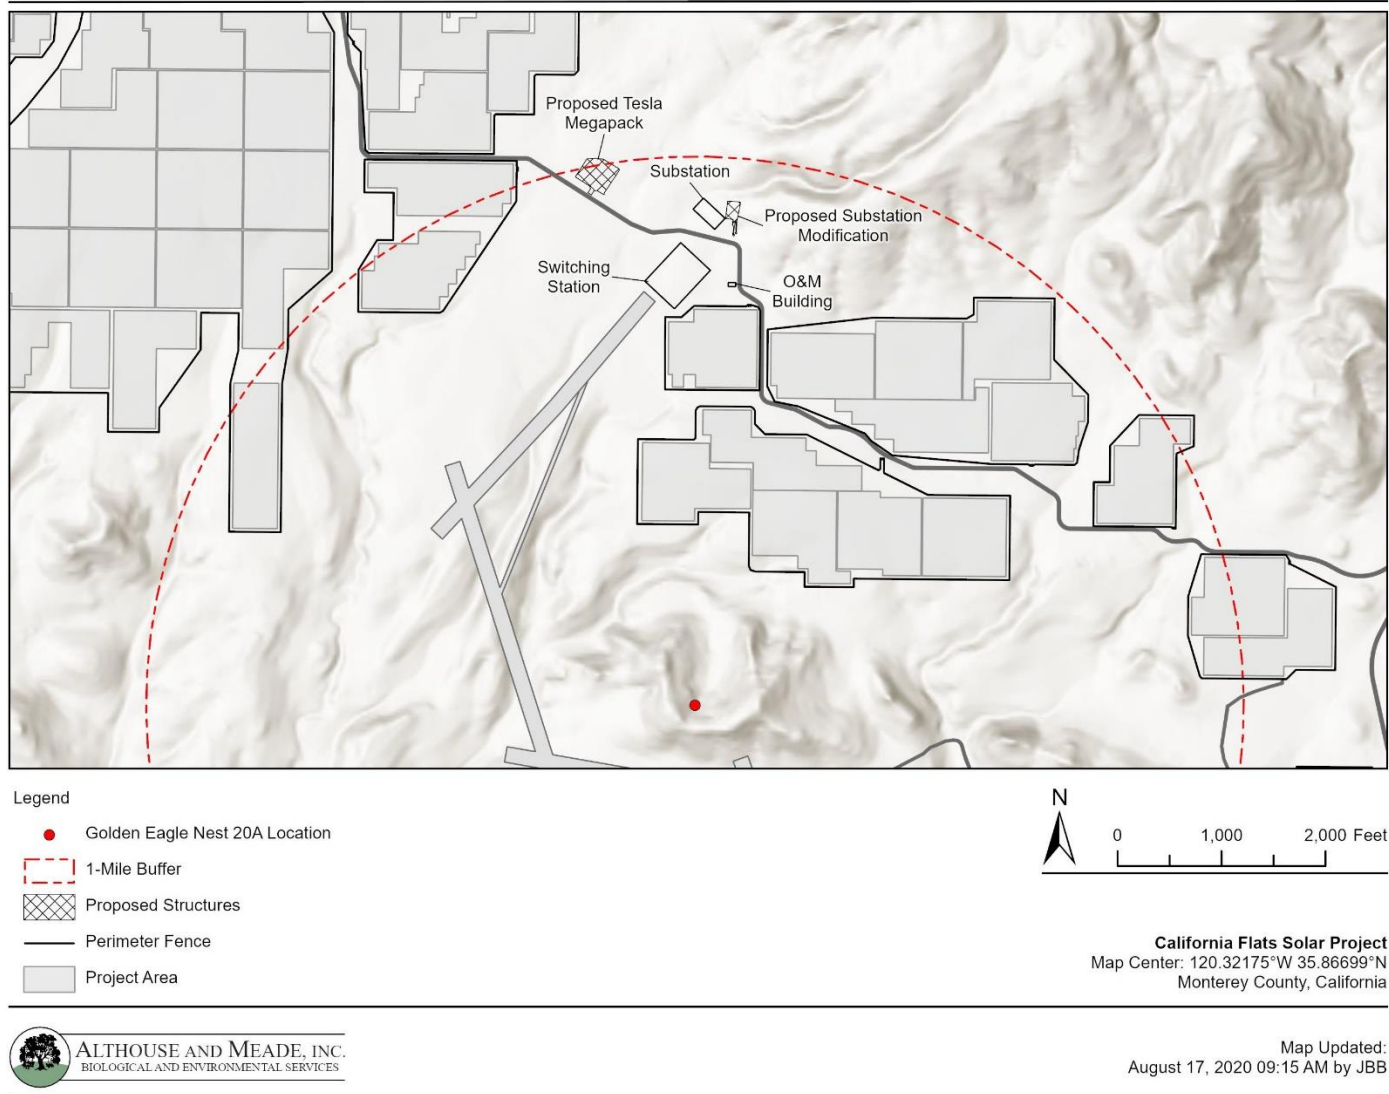 Proposed Tesla
Megapack
Substation
Proposed Substation
Modification
Switching
Station
O&M
Building
Legend
Golden Eagle Nest 20A Location
1-Mile Buffer
Proposed Structures
Perimeter Fence
Project Area
N
0 1,000 2,000 Feet
California Flats Solar Project
Map Center: 120.32175°W 35.86699°N
Monterey County, California
ALTHOUSE AND MEADE, INC.
BIOLOGICAL AND ENVIRONMENTAL SERVICES
Map Updated:
August 17, 2020 09:15 AM by JBB